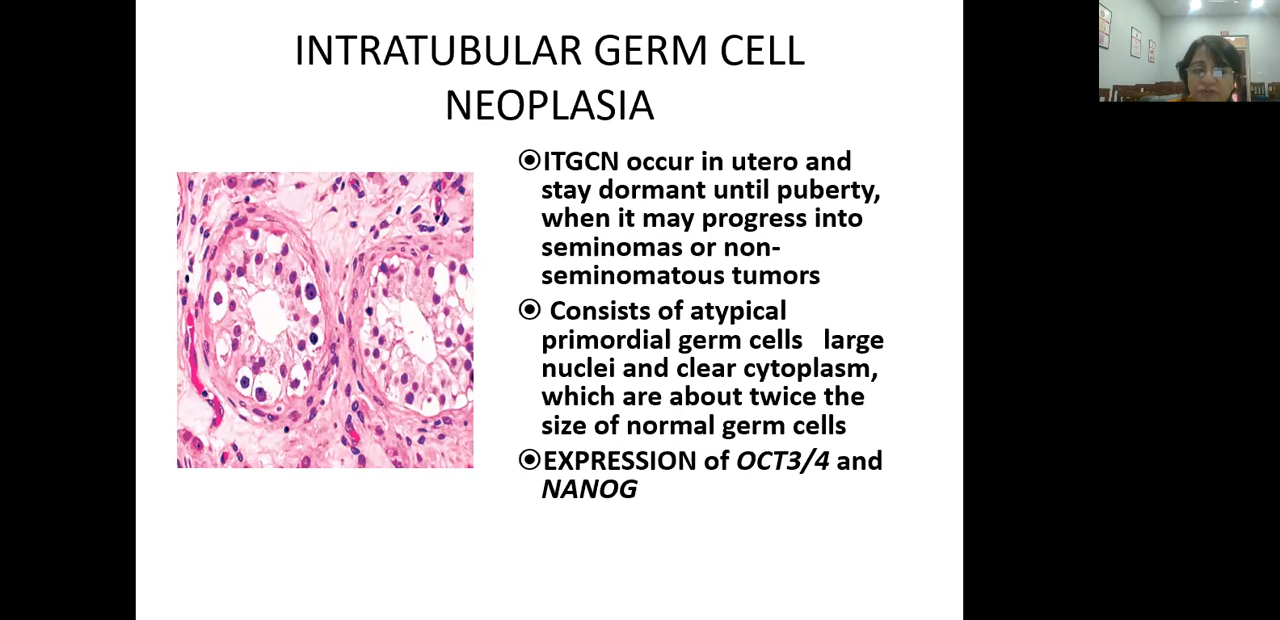 INTRATUBULAR GERM CELL
NEOPLASIA
ITGCN occur in utero and
stay dormant until puberty,
when it may progress into
seminomas or non-
seminomatous tumors
Consists of atypical
primordial germ cells large
nuclei and clear cytoplasm,
which are about twice the
size of normal germ cells
EXPRESSION of OCT3/4 and
NANOG